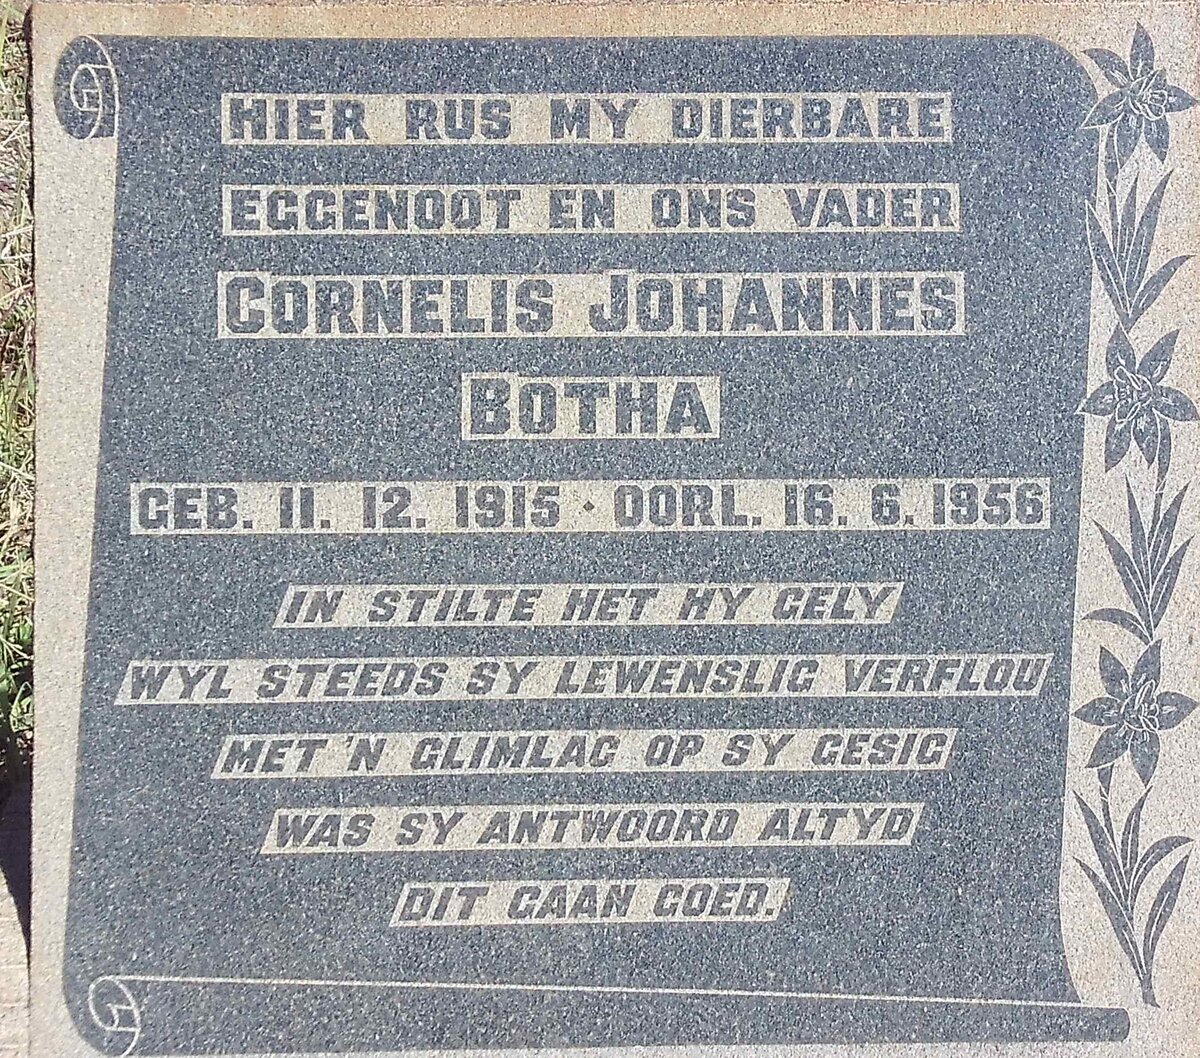 HIER RUS MY DIERBARE
EGGENOOT EN ONS VADER
CORNELIS JOHANNES
BOTHA
GEB. 11. 12. 1915 · OORL. 16. 6. 1956
IN STILTE HET HY GELY
WYL STEEDS SY LEWENSLIG VERFLOU
MET 'N GLIMLAG OP SY GESIG
WAS SY ANTWOORD ALTYD
DIT GAAN GOED.